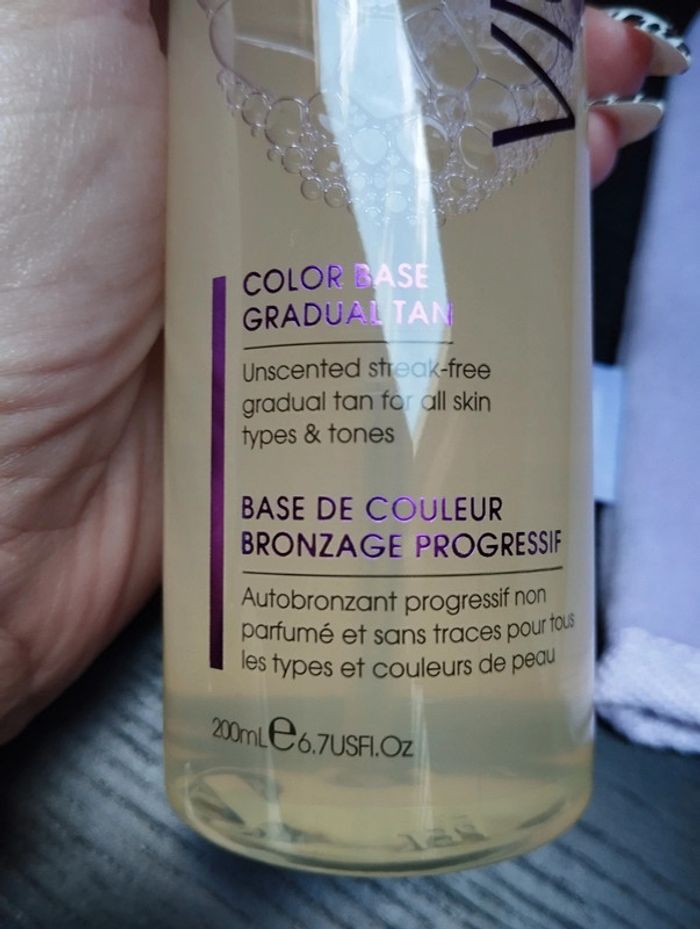 COLOR BASE
GRADUAL TAN
Unscented streak-free
gradual tan for all skin
types & tones
BASE DE COULEUR
BRONZAGE PROGRESSIF
Autobronzant progressif non
parfumé et sans traces pour tous
les types et couleurs de peau
200mL℮6.7USFl.Oz